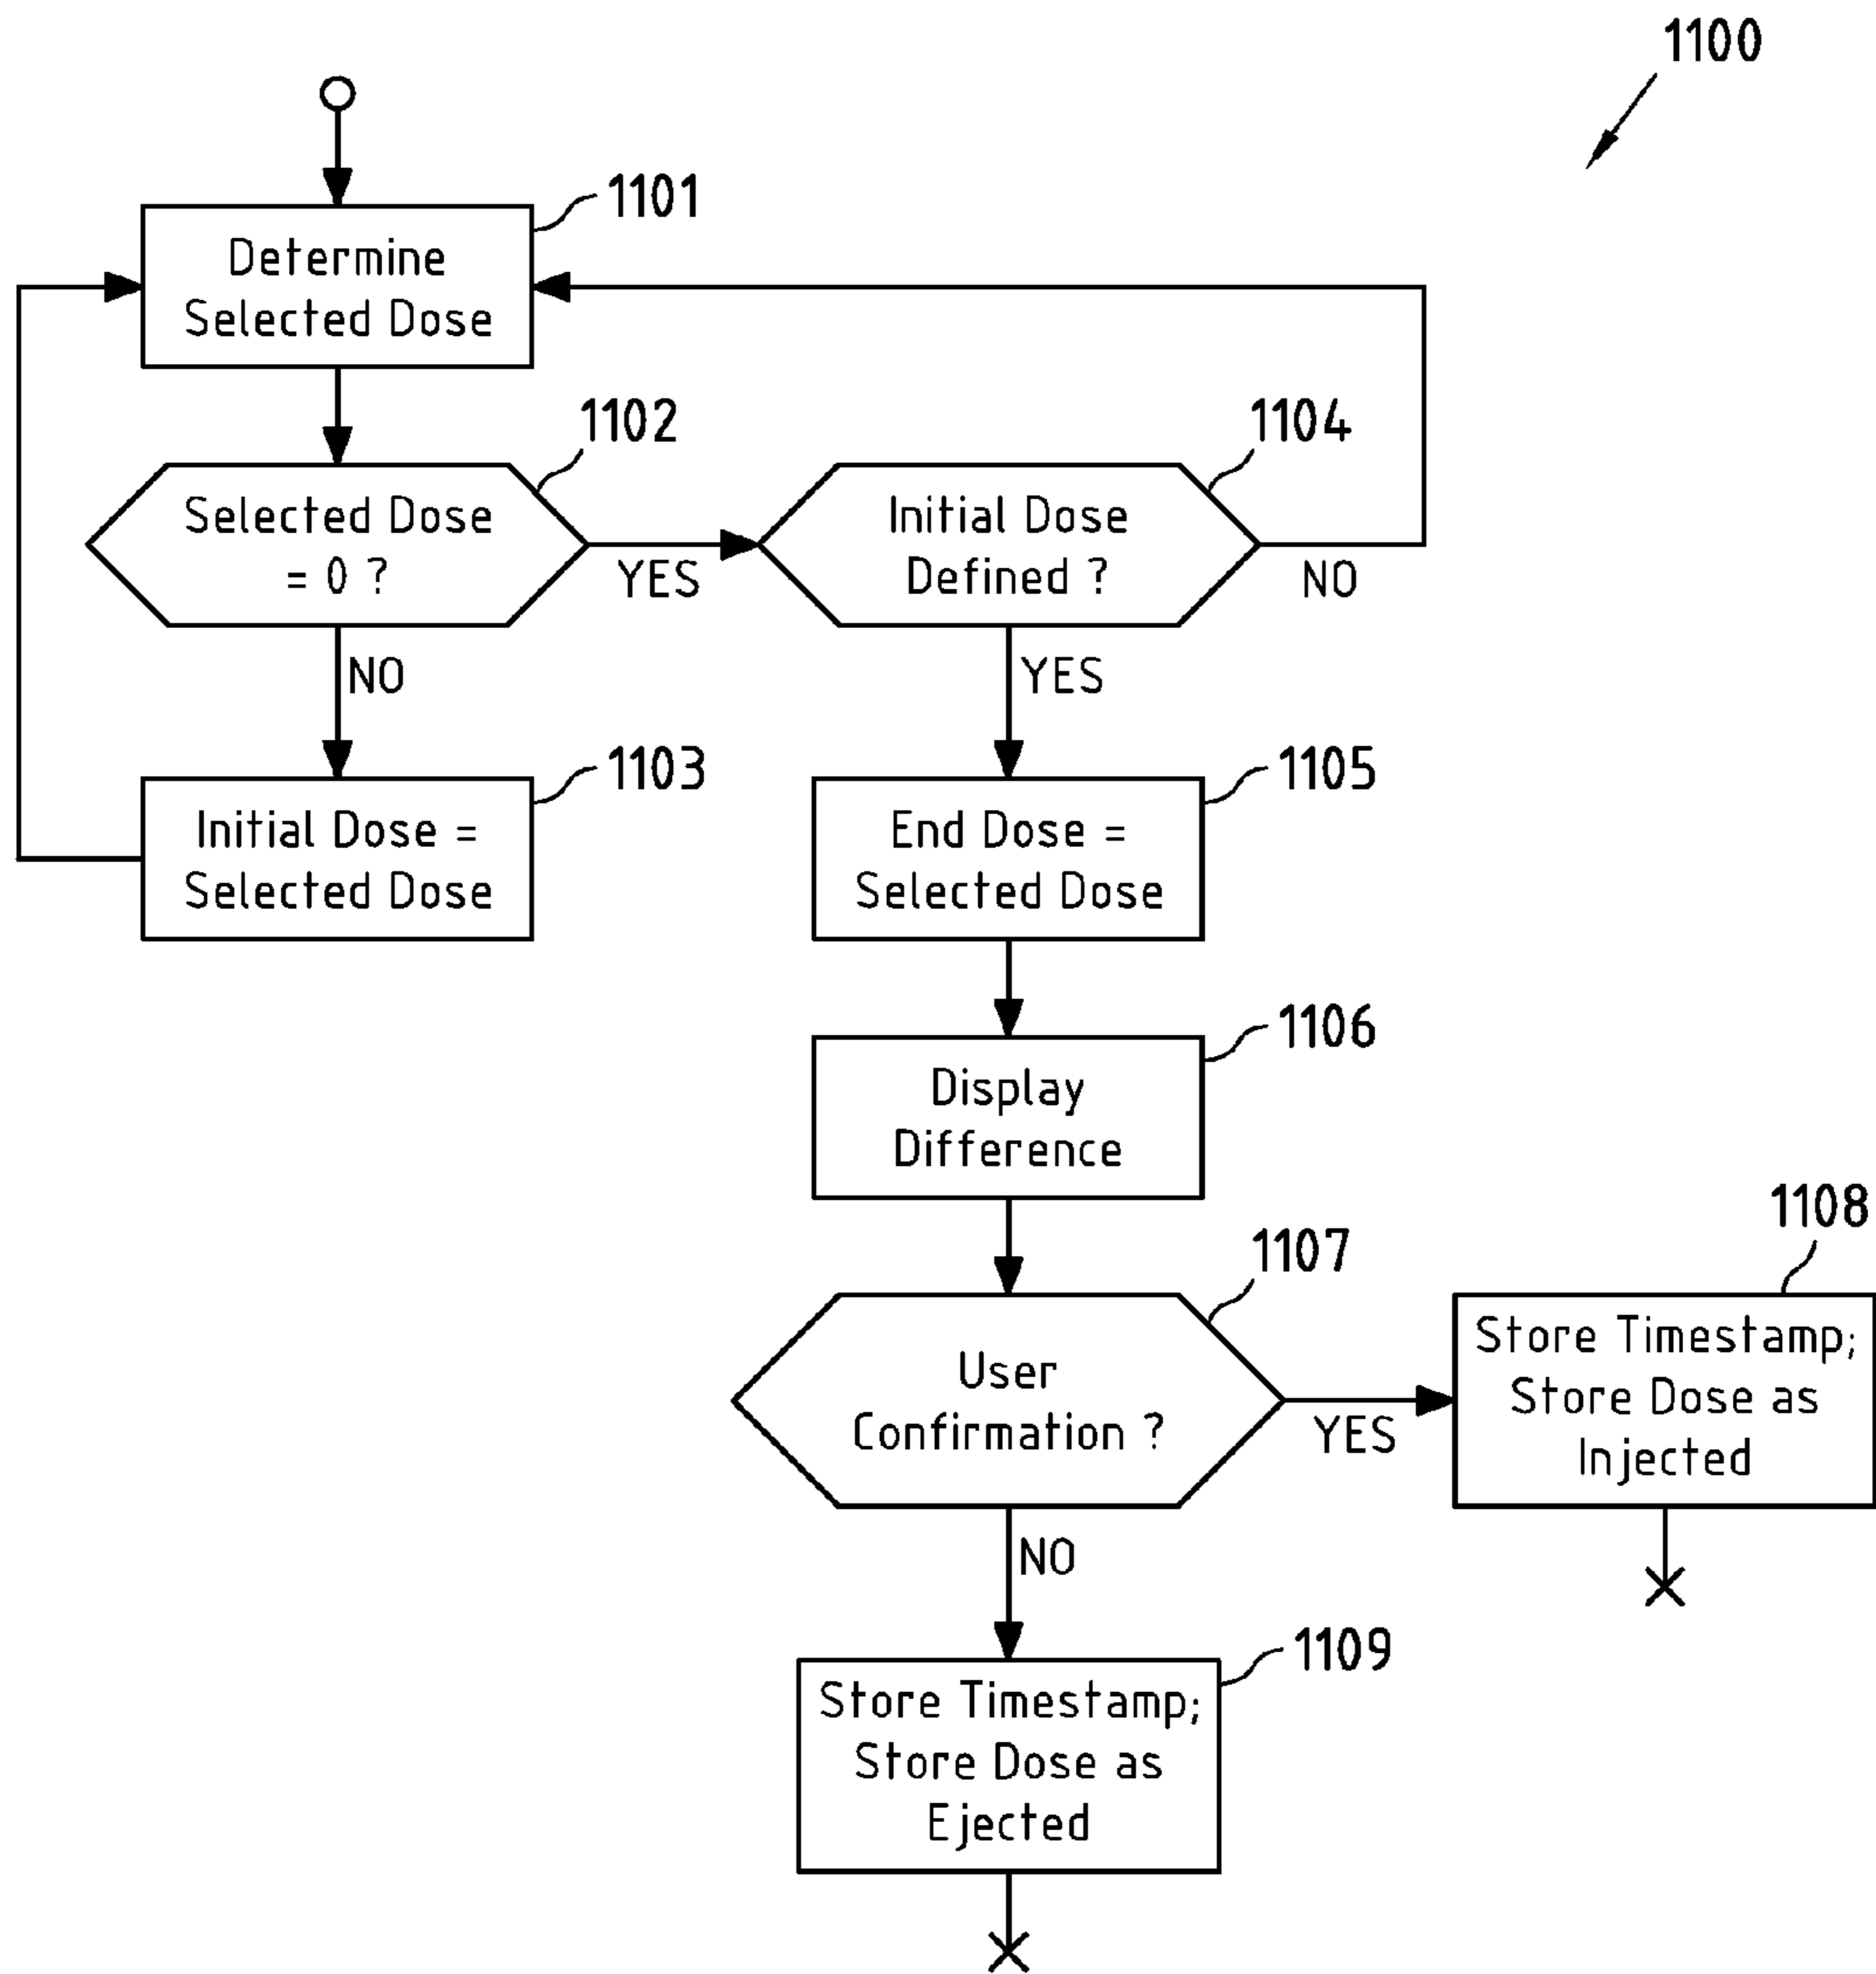 1100
1101
Determine
Selected Dose
1102
Selected Dose
= 0 ?
YES
1104
Initial Dose
Defined ?
NO
NO
YES
1103
Initial Dose =
Selected Dose
1105
End Dose =
Selected Dose
1106
Display
Difference
1107
User
Confirmation ?
YES
1108
Store Timestamp;
Store Dose as
Injected
NO
1109
Store Timestamp;
Store Dose as
Ejected